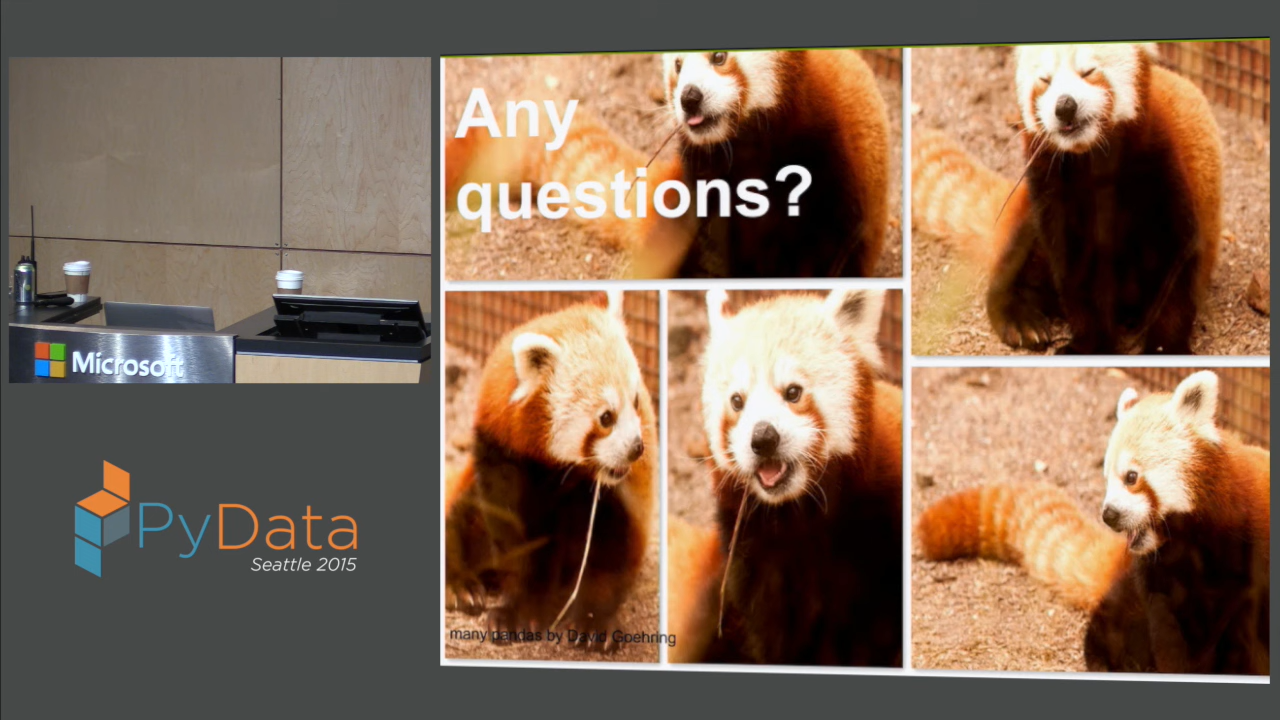 Any
questions?
Microsoft
PyData
Seattle 2015
many pandas by David Goehring